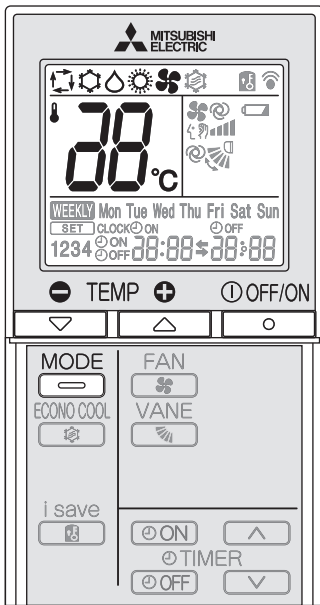 MITSUBISHI
ELECTRIC
88 °C
WEEKLY Mon Tue Wed Thu Fri Sat Sun
SET CLOCK ON OFF
1234 ON OFF 88:88 88:88
TEMP OFF/ON
MODE FAN
ECONO COOL VANE
i save
ON
TIMER
OFF